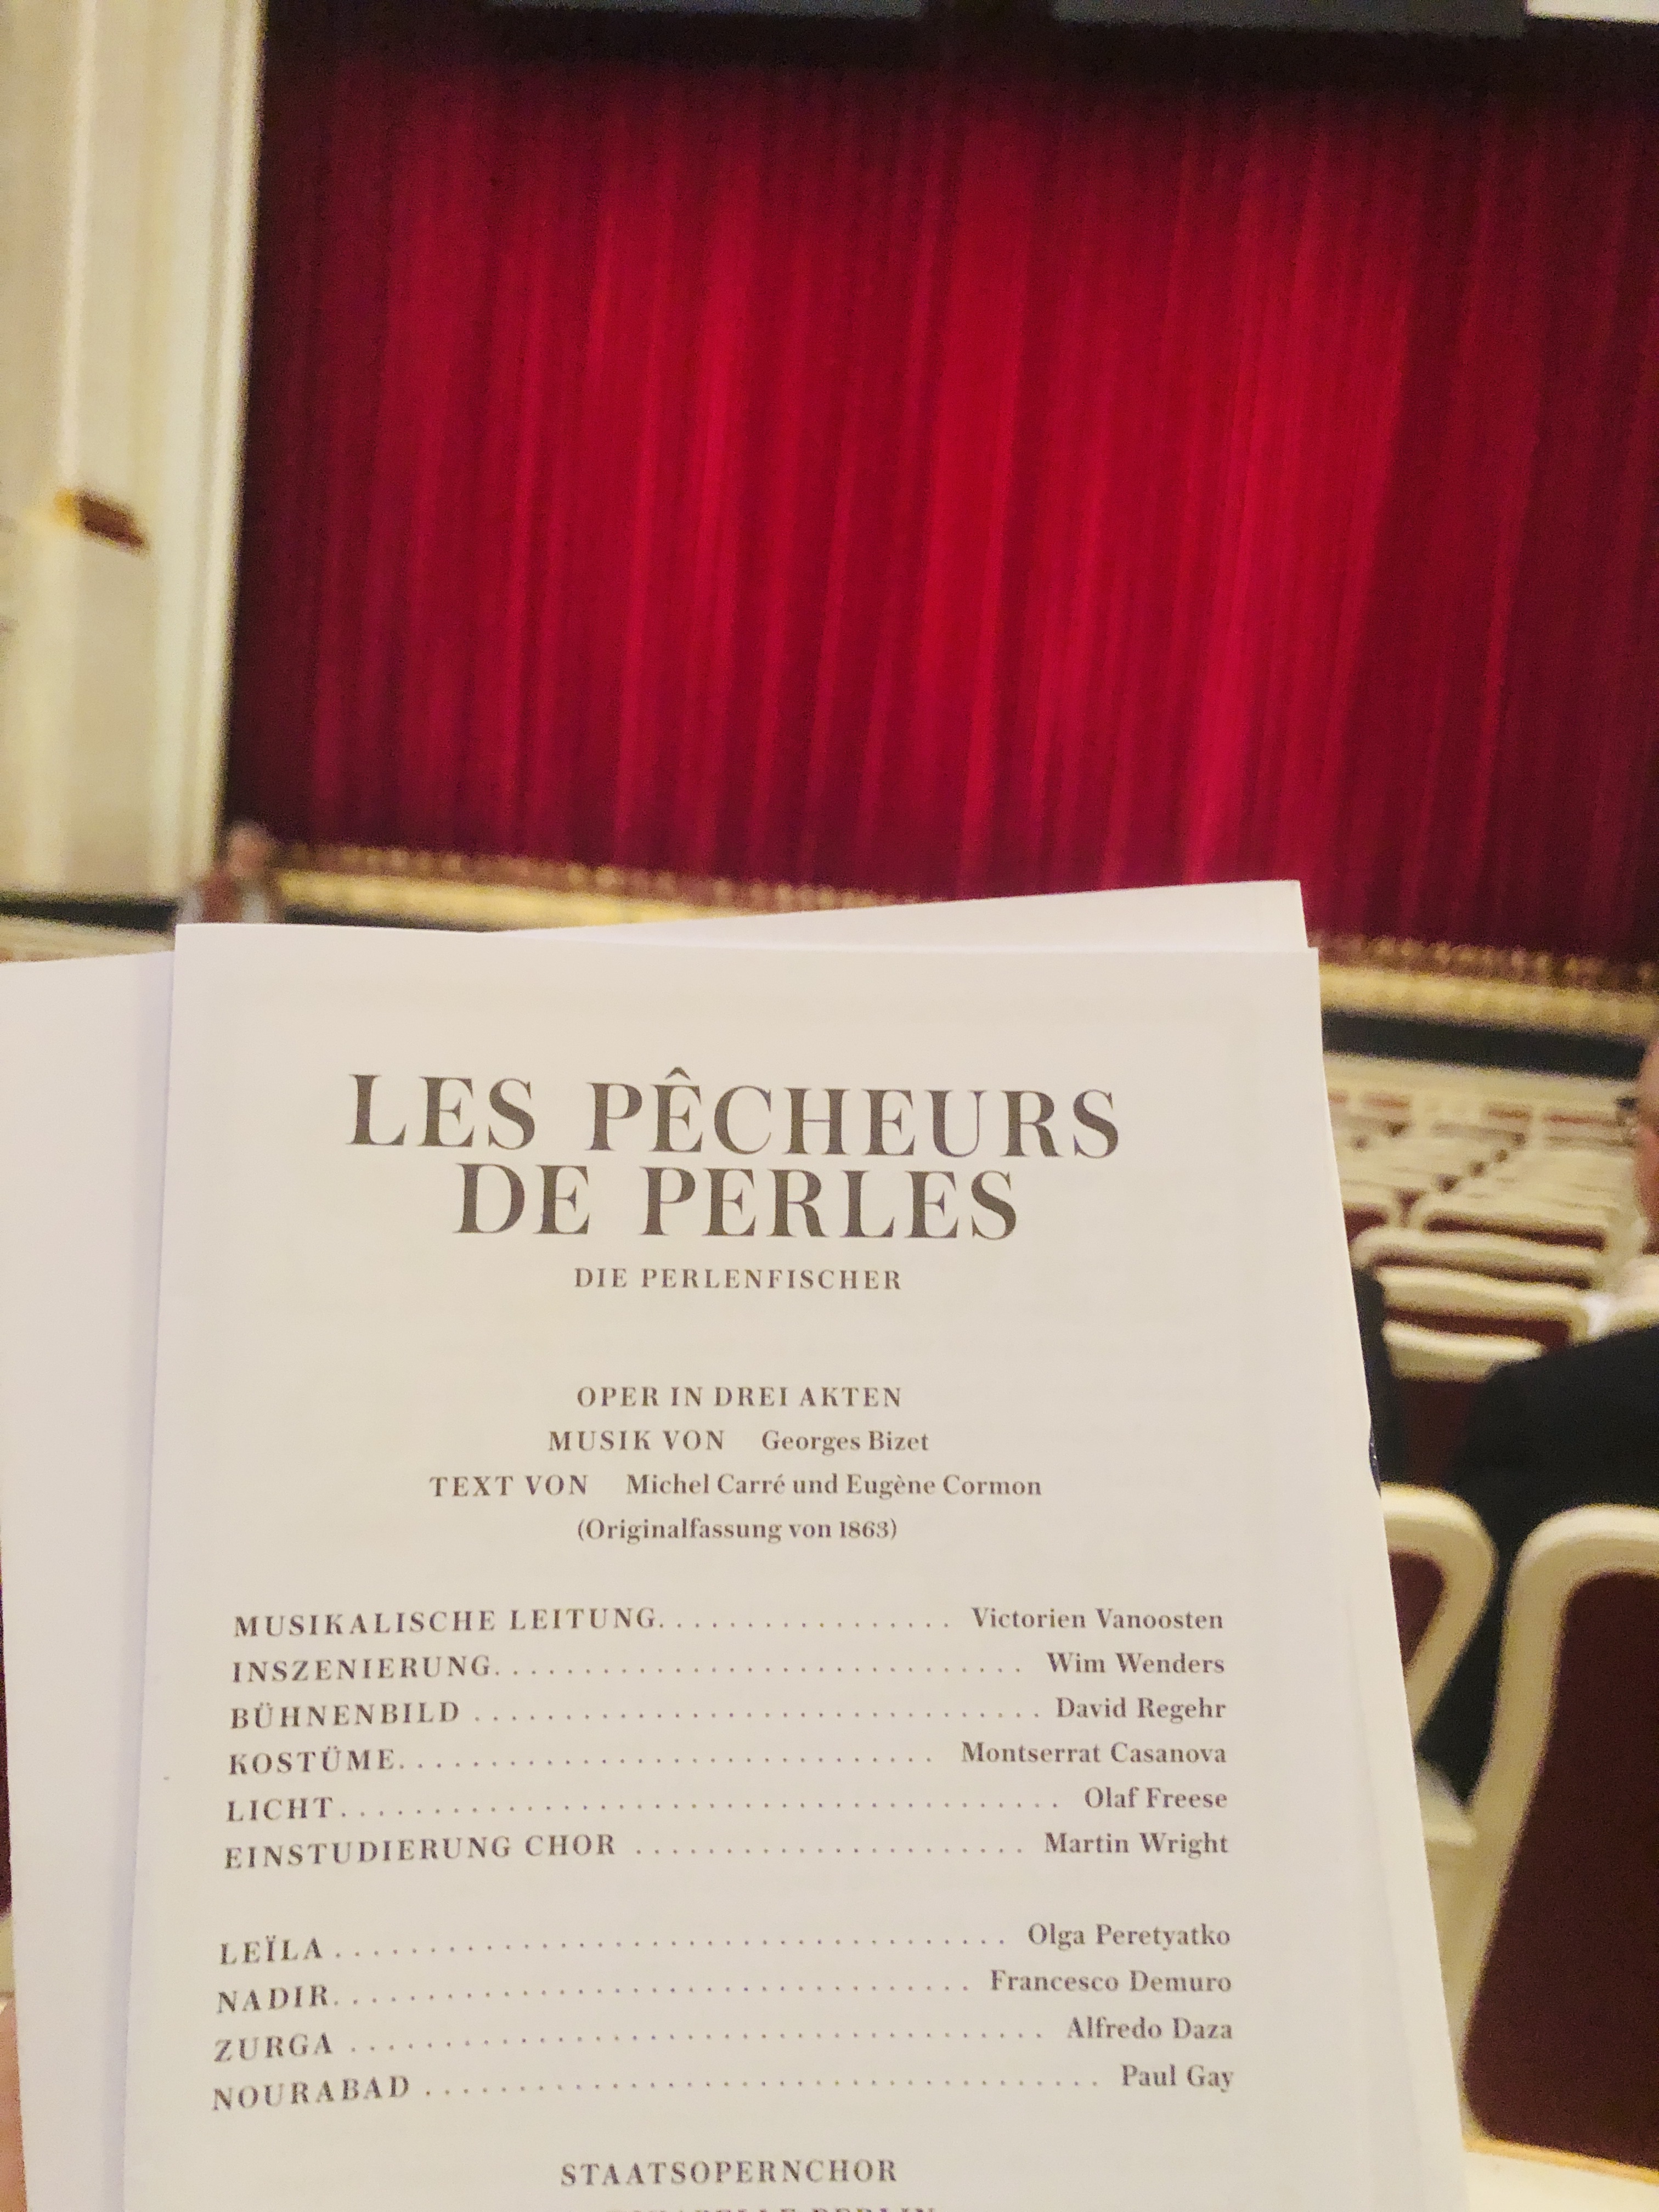 LES PÊCHEURS
DE PERLES
DIE PERLENFISCHER
OPER IN DREI AKTEN
MUSIK VON Georges Bizet
TEXT VON Michel Carré und Eugène Cormon
(Originalfassung von 1863)
MUSIKALISCHE LEITUNG. . . . . . . . . . . . . . . . . Victorien Vanoosten
INSZENIERUNG. . . . . . . . . . . . . . . . . . . . . . . . . . . . . . Wim Wenders
BÜHNENBILD . . . . . . . . . . . . . . . . . . . . . . . . . . . . . . . . David Regehr
KOSTÜME. . . . . . . . . . . . . . . . . . . . . . . . . . . . . . Montserrat Casanova
LICHT. . . . . . . . . . . . . . . . . . . . . . . . . . . . . . . . . . . . . . . . Olaf Freese
EINSTUDIERUNG CHOR . . . . . . . . . . . . . . . . . . . . . . Martin Wright
LEÏLA . . . . . . . . . . . . . . . . . . . . . . . . . . . . . . . . . . . . . Olga Peretyatko
NADIR. . . . . . . . . . . . . . . . . . . . . . . . . . . . . . . . . . . Francesco Demuro
ZURGA . . . . . . . . . . . . . . . . . . . . . . . . . . . . . . . . . . . . . . Alfredo Daza
NOURABAD . . . . . . . . . . . . . . . . . . . . . . . . . . . . . . . . . . . . . Paul Gay
STAATSOPERNCHOR